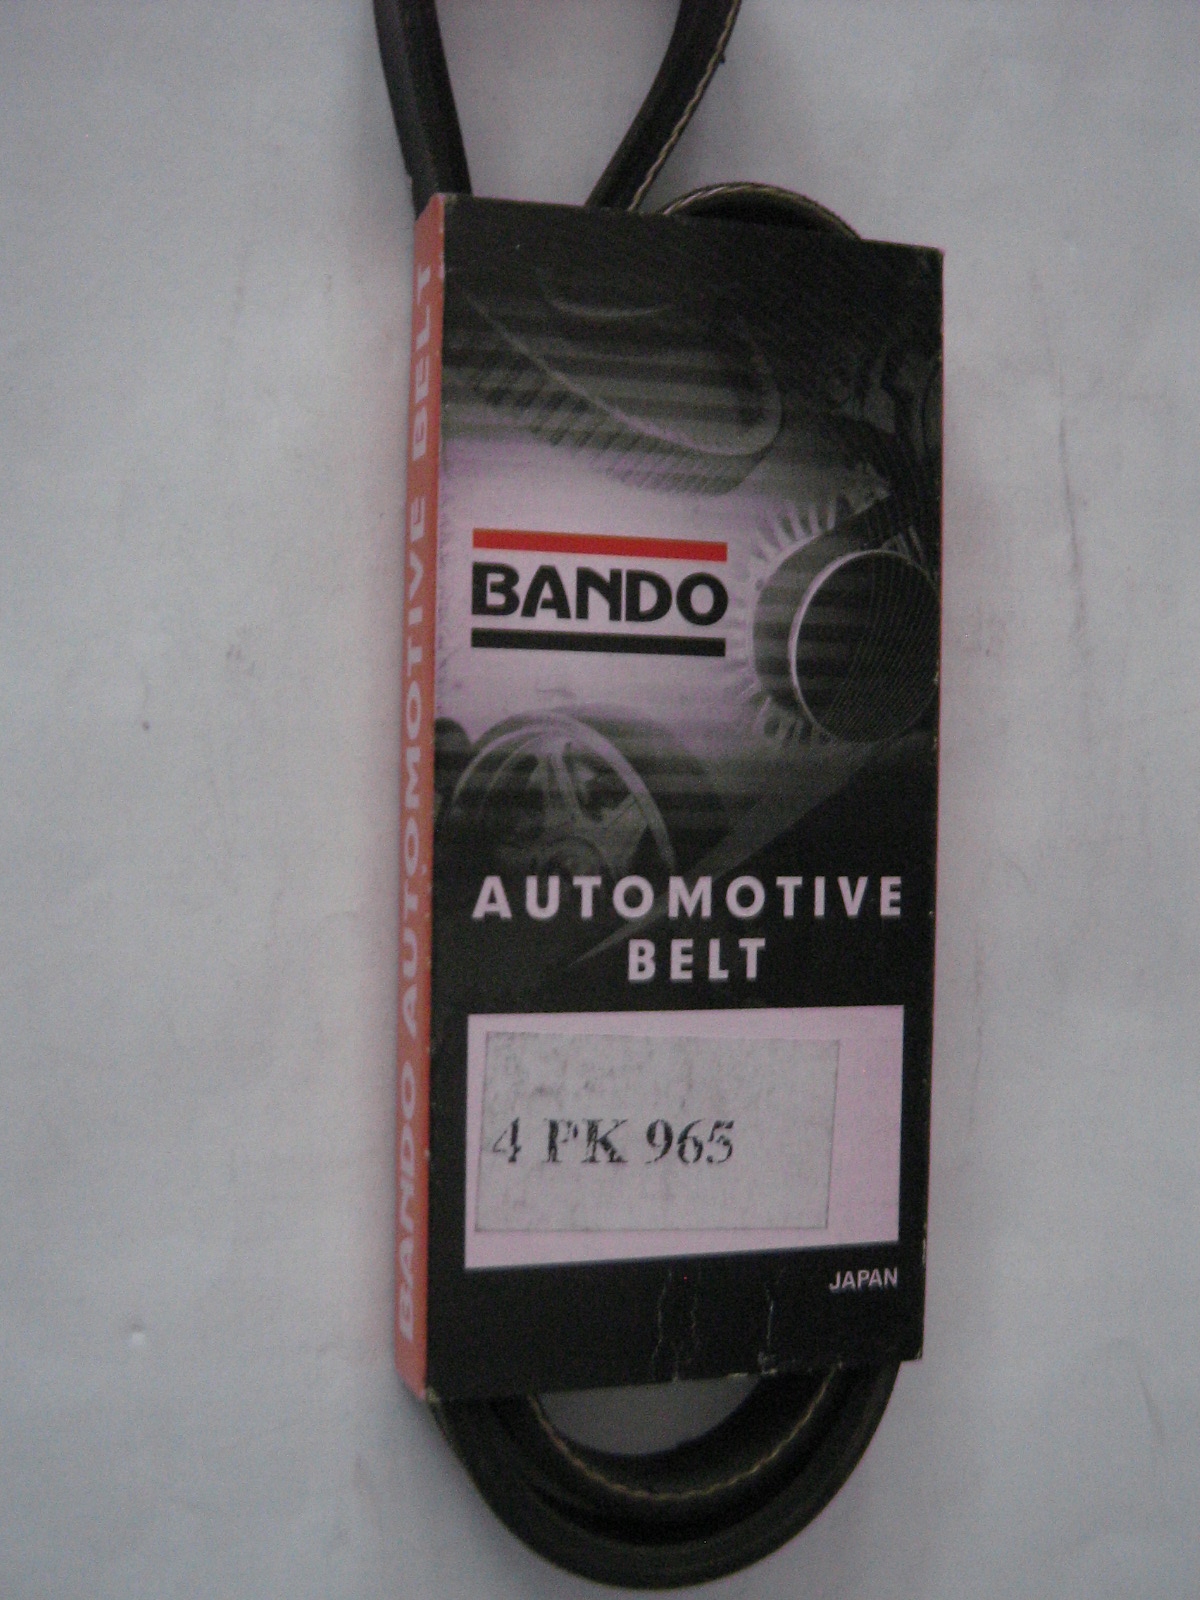 BANDO AUTOMOTIVE BELT
BANDO
AUTOMOTIVE
BELT
4 PK 965
JAPAN